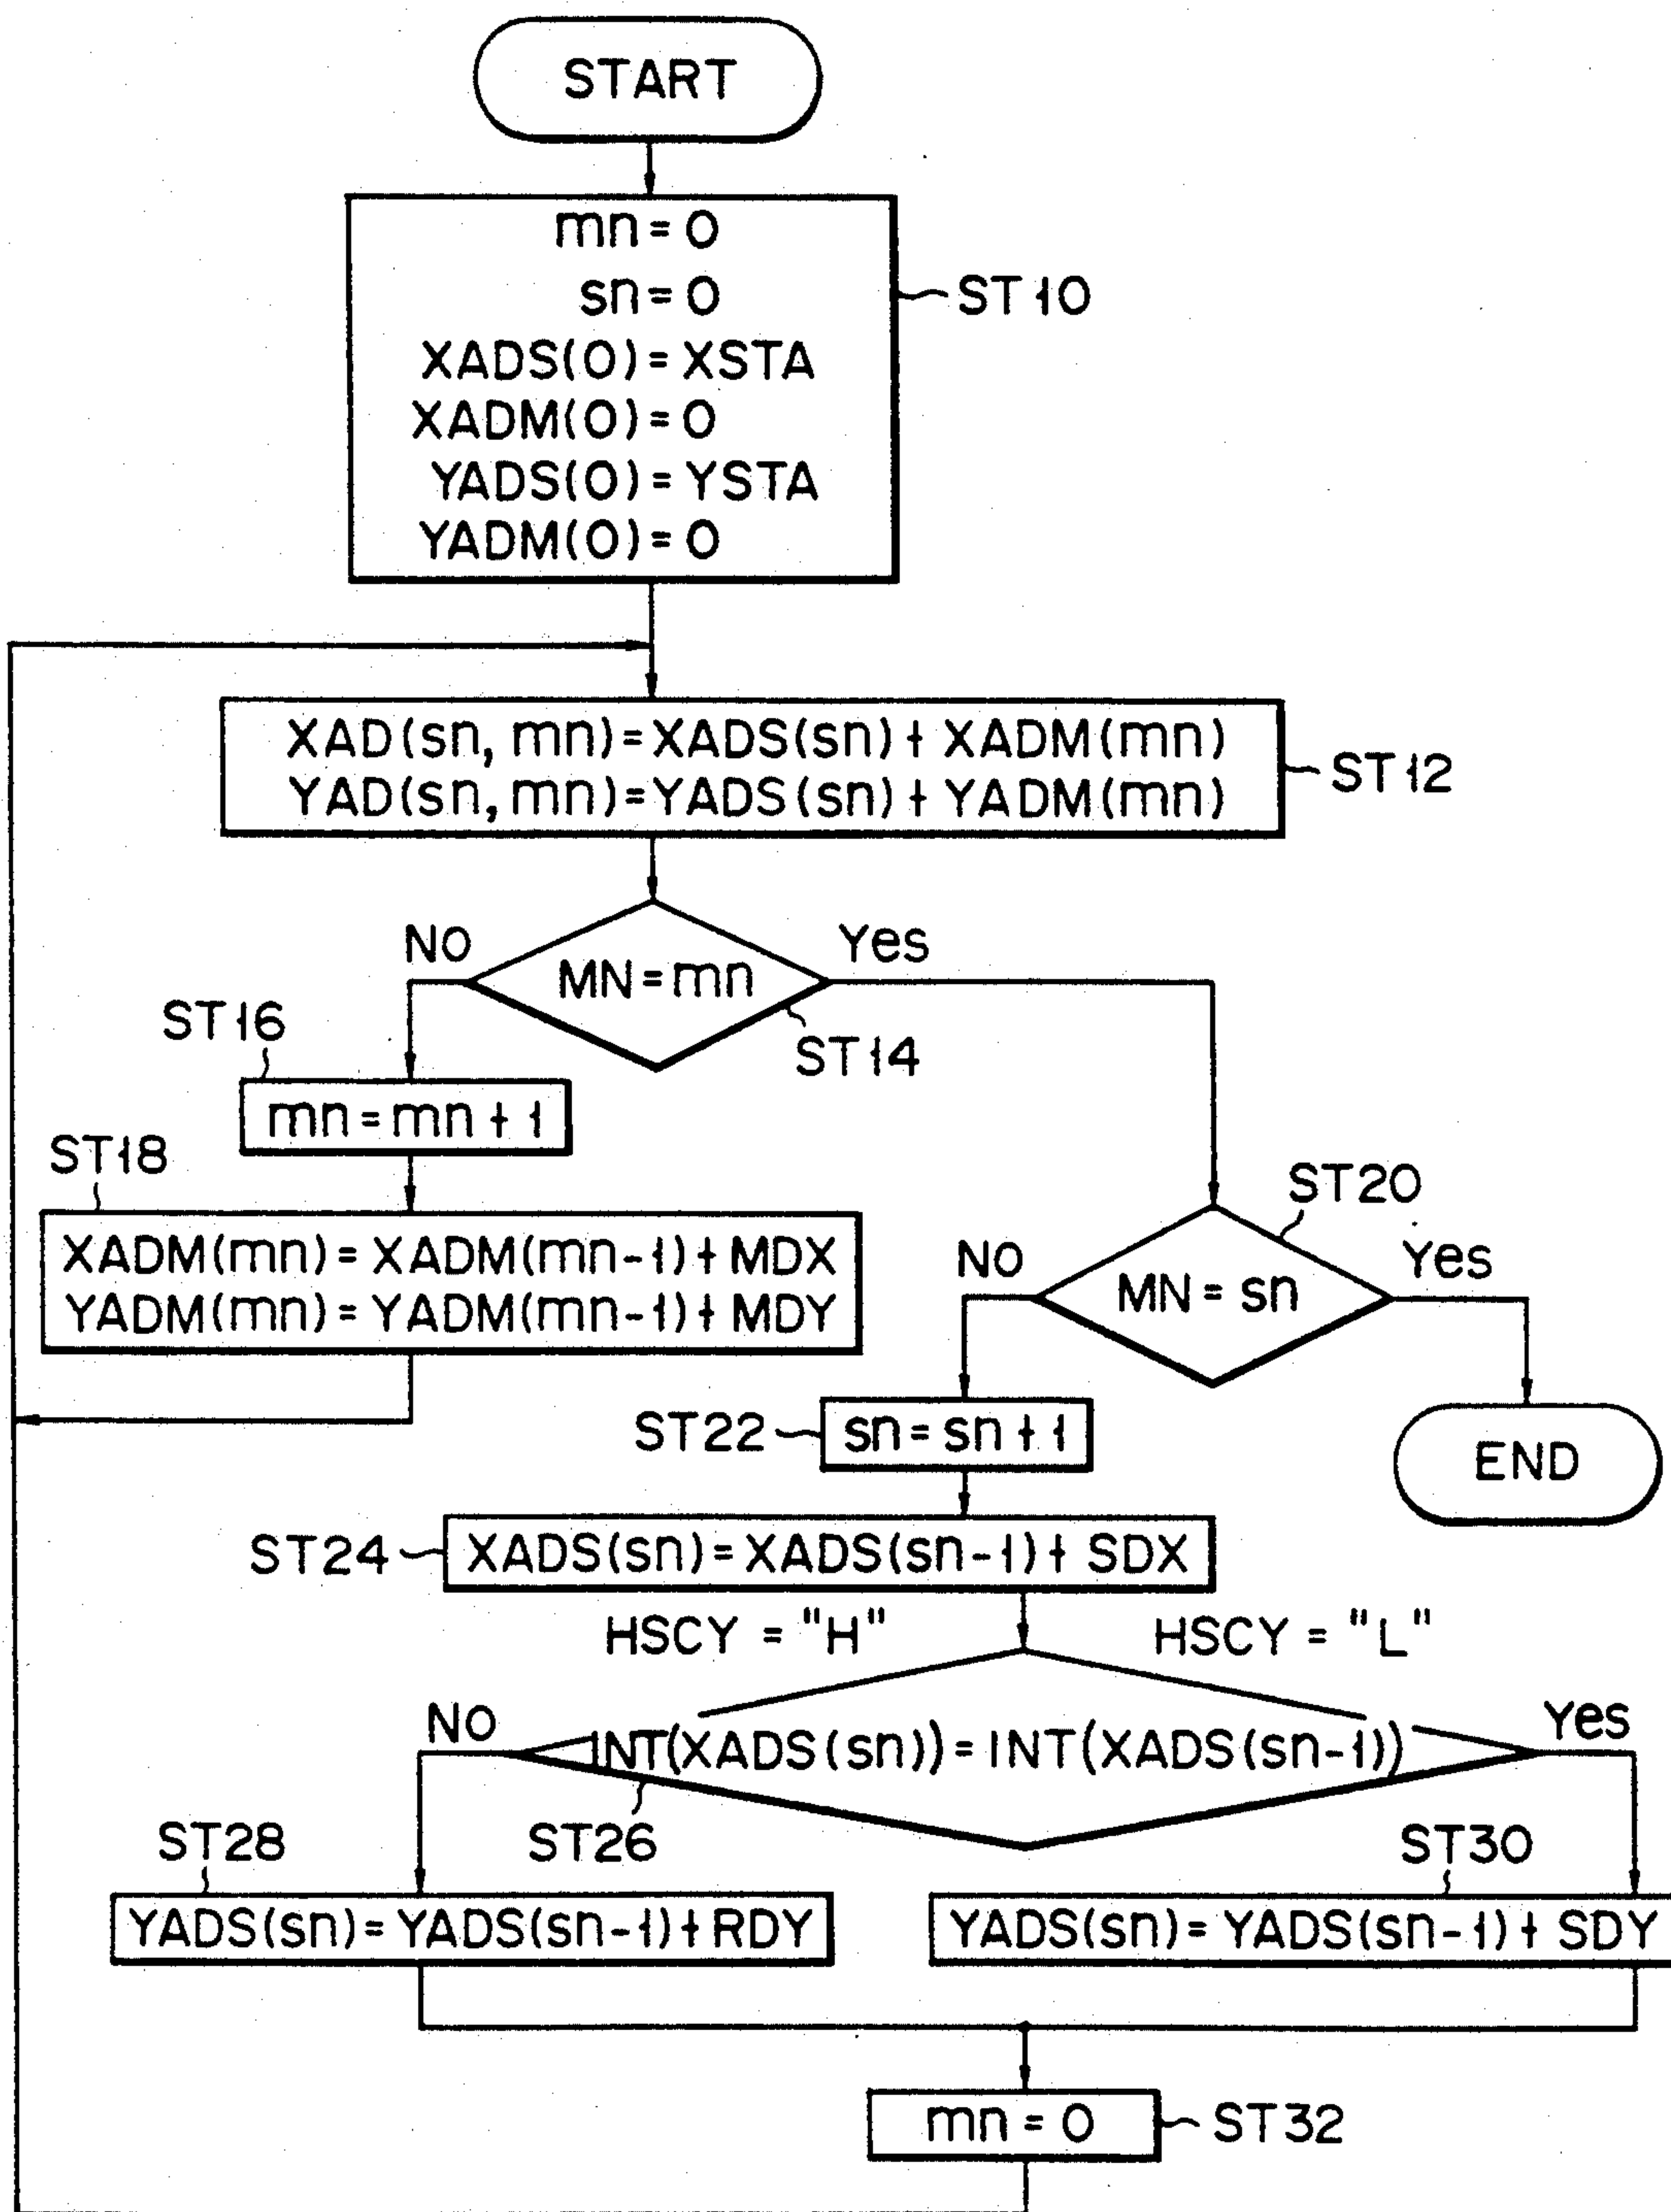 START
mn = 0
sn = 0
XADS(0) = XSTA
XADM(0) = 0
YADS(0) = YSTA
YADM(0) = 0
ST10
XAD(sn, mn) = XADS(sn) + XADM(mn)
YAD(sn, mn) = YADS(sn) + YADM(mn)
ST12
NO
Yes
MN = mn
ST14
ST16
mn = mn + 1
ST18
XADM(mn) = XADM(mn-1) + MDX
YADM(mn) = YADM(mn-1) + MDY
ST20
NO
Yes
MN = sn
ST22
sn = sn + 1
END
ST24
XADS(sn) = XADS(sn-1) + SDX
HSCY = "H"
HSCY = "L"
NO
Yes
INT(XADS(sn)) = INT(XADS(sn-1))
ST26
ST28
YADS(sn) = YADS(sn-1) + RDY
ST30
YADS(sn) = YADS(sn-1) + SDY
mn = 0
ST32